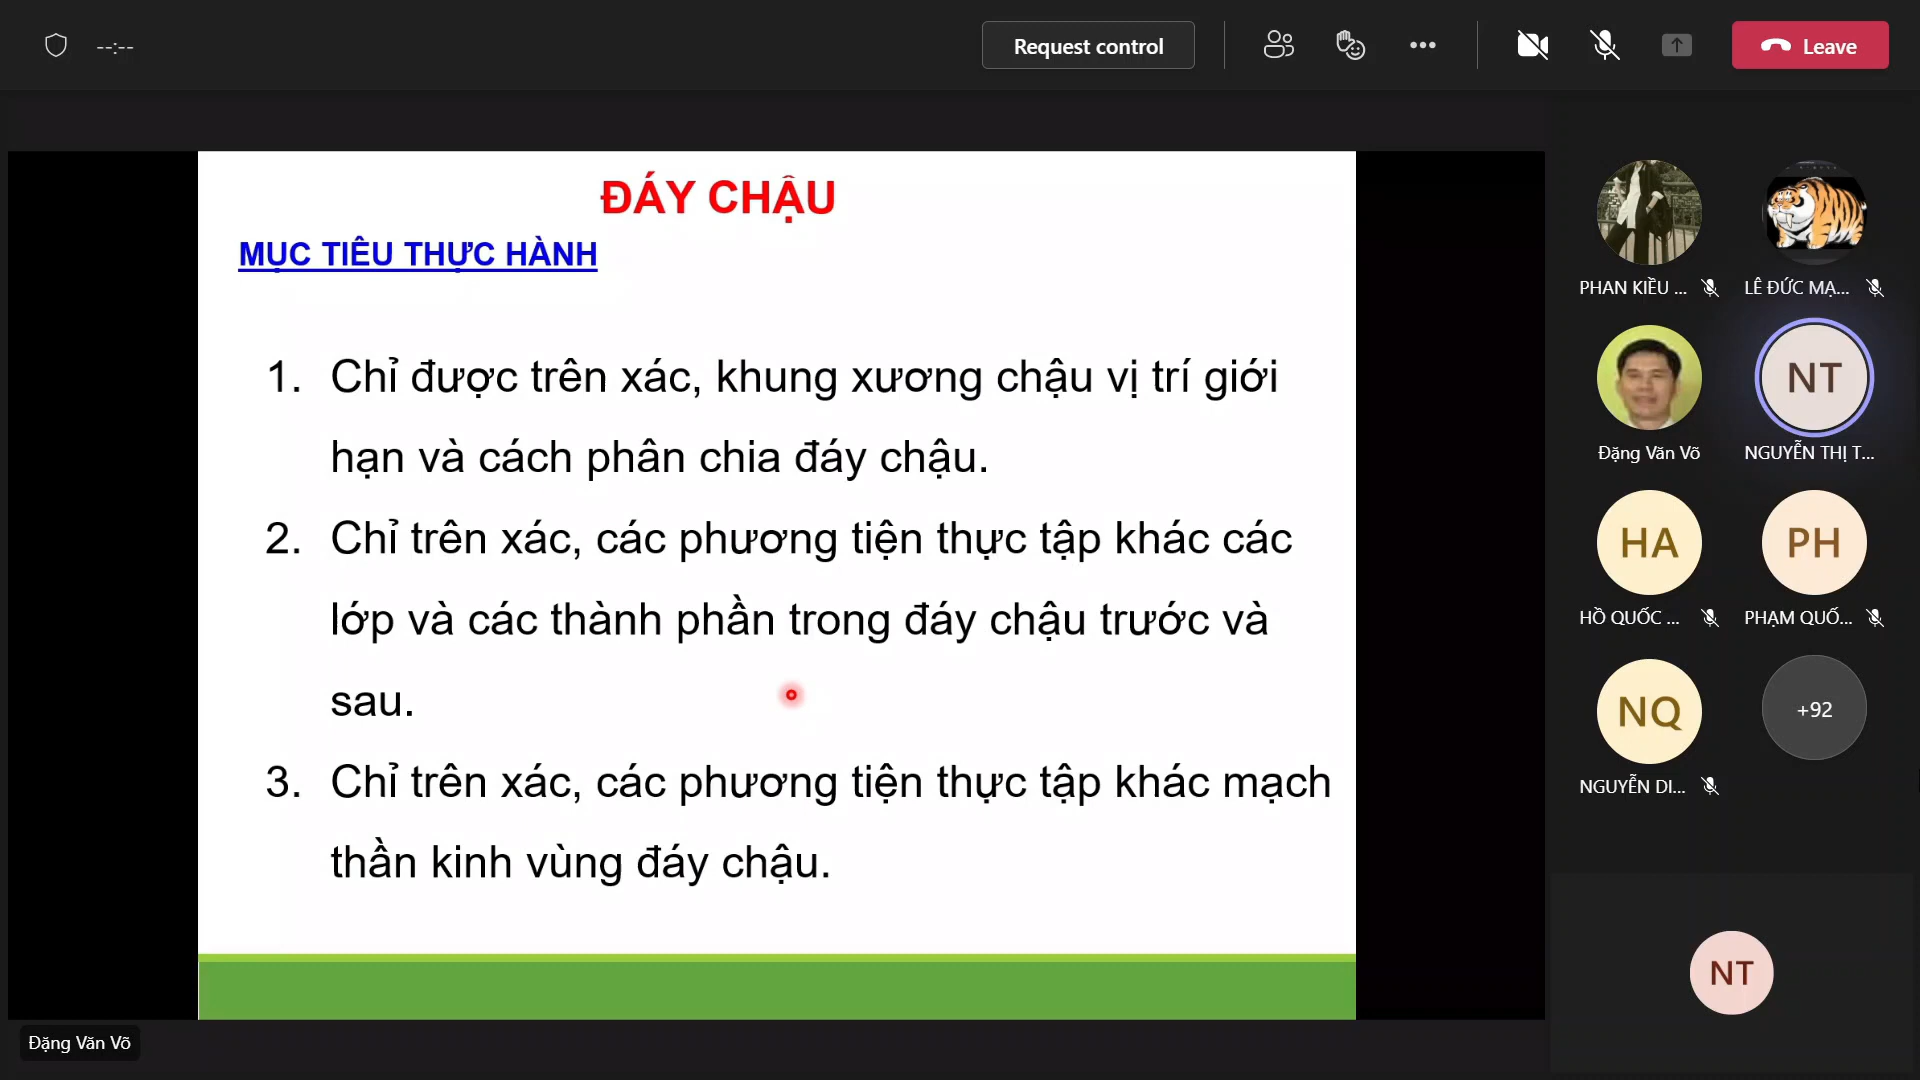 --:--
Request control
Leave
ĐÁY CHẬU
MỤC TIÊU THỰC HÀNH
1. Chỉ được trên xác, khung xương chậu vị trí giới
hạn và cách phân chia đáy chậu.
2. Chỉ trên xác, các phương tiện thực tập khác các
lớp và các thành phần trong đáy chậu trước và
sau.
3. Chỉ trên xác, các phương tiện thực tập khác mạch
thần kinh vùng đáy chậu.
Đặng Văn Võ
PHAN KIỀU ...
LÊ ĐỨC MẠ...
Đặng Văn Võ
NT
NGUYỄN THỊ T...
HA
HỒ QUỐC ...
PH
PHẠM QUỐ...
NQ
NGUYỄN DI...
+92
NT